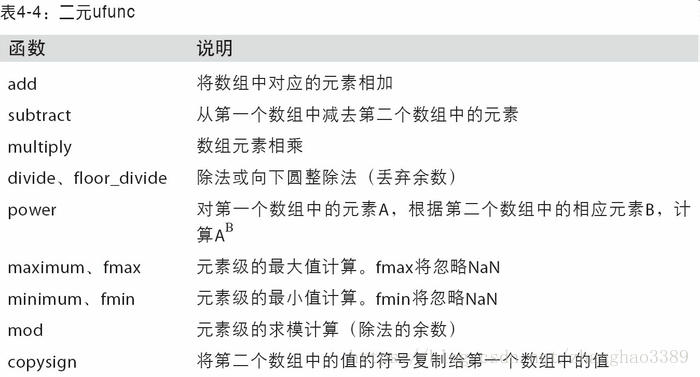 表4-4：二元ufunc
函数 说明
add 将数组中对应的元素相加
subtract 从第一个数组中减去第二个数组中的元素
multiply 数组元素相乘
divide、floor_divide 除法或向下圆整除法（丢弃余数）
power 对第一个数组中的元素A，根据第二个数组中的相应元素B，计
算Aᴮ
maximum、fmax 元素级的最大值计算。fmax将忽略NaN
minimum、fmin 元素级的最小值计算。fmin将忽略NaN
mod 元素级的求模计算（除法的余数）
copysign 将第二个数组中的值的符号复制给第一个数组中的值